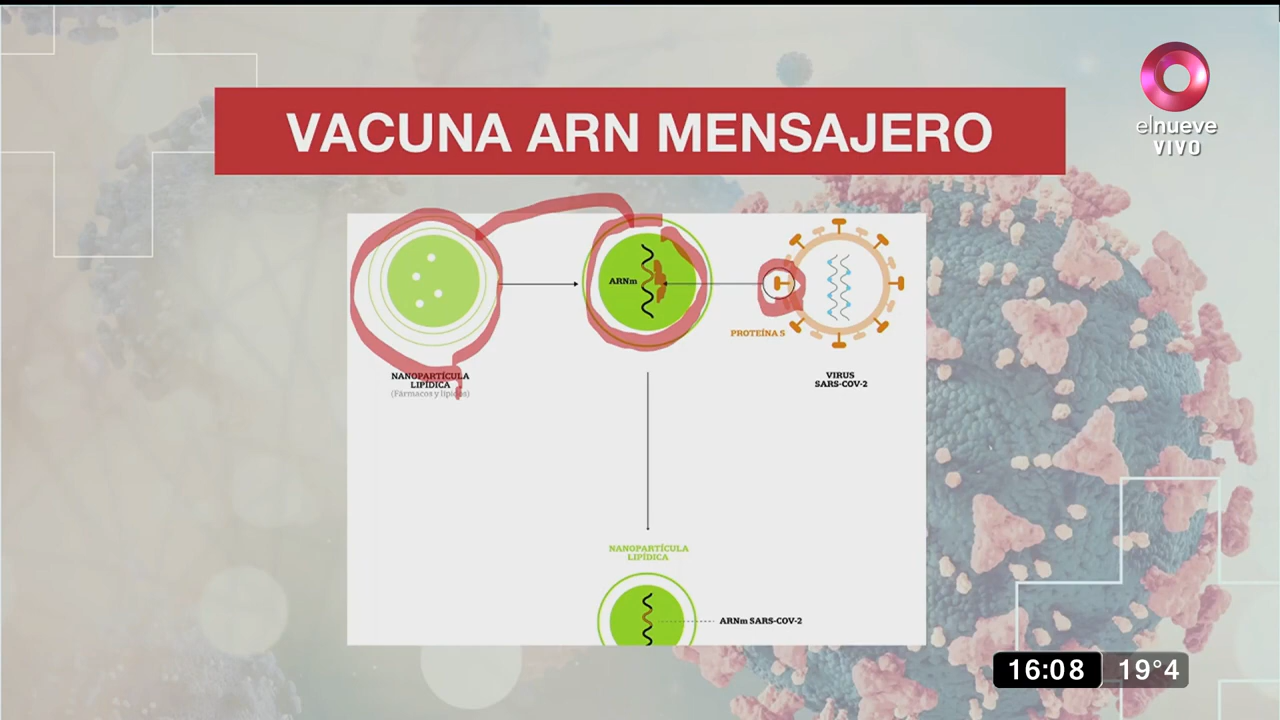 VACUNA ARN MENSAJERO
elnueve
VIVO
ARNm
PROTEÍNA S
NANOPARTÍCULA
LIPÍDICA
(Fármacos y lípidos)
VIRUS
SARS-COV-2
NANOPARTÍCULA
LIPÍDICA
ARNm SARS-COV-2
16:08 19°4